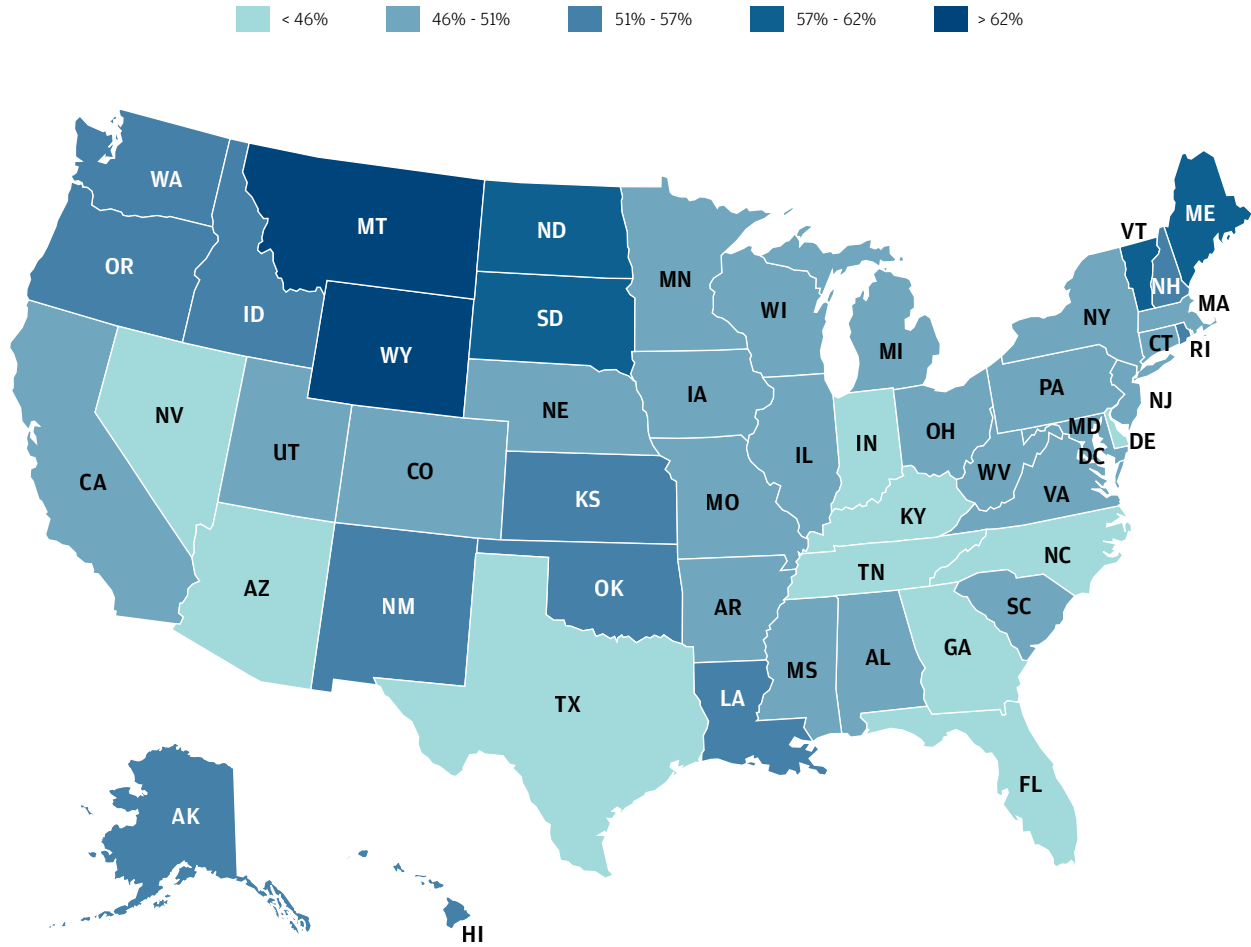 < 46% 46% - 51% 51% - 57% 57% - 62% > 62%
WA
MT
ME
ND
VT
OR
MN
NH
ID
SD
WI
MA
NY
WY
MI
CT
RI
PA
IA
NJ
NE
NV
MD
OH
IN
DE
UT
IL
DC
CO
WV
CA
VA
KS
MO
KY
NC
TN
AZ
OK
NM
AR
SC
GA
AL
MS
LA
TX
FL
AK
HI